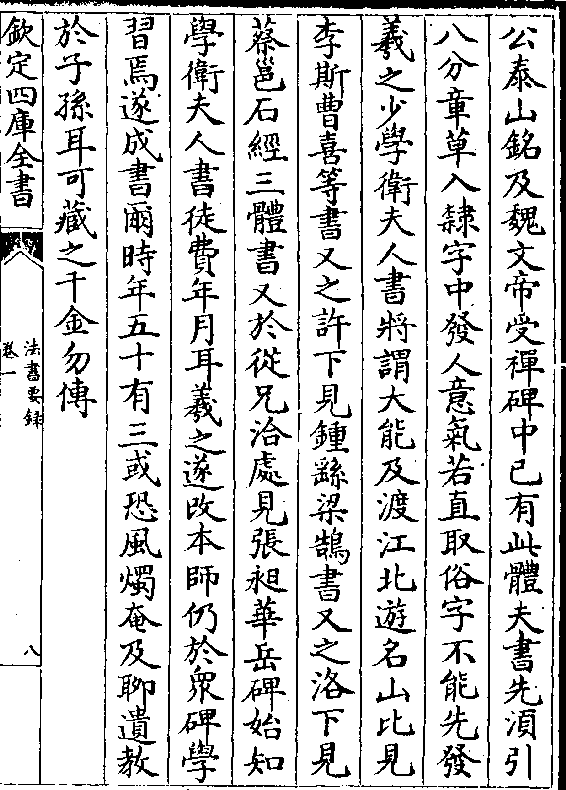 公泰山銘及魏文帝受禪碑中已有此體夫書先湏引
八分章草入隸字中發人意氣若直取俗字不能先發
羲之少學衛夫人書將謂大能及渡江北遊名山比見
李斯曹喜等書又之許下見鍾繇梁鵠書又之洛下見
蔡邕石經三體書又於從兄洽處見張昶華岳碑始知
學衛夫人書徒費年月耳羲之遂改本師仍於衆碑學
習焉遂成書爾時年五十有三或恐風燭奄及聊遺教
於子孫耳可藏之千金勿傳
欽定四庫全書
法書要録
卷一
八